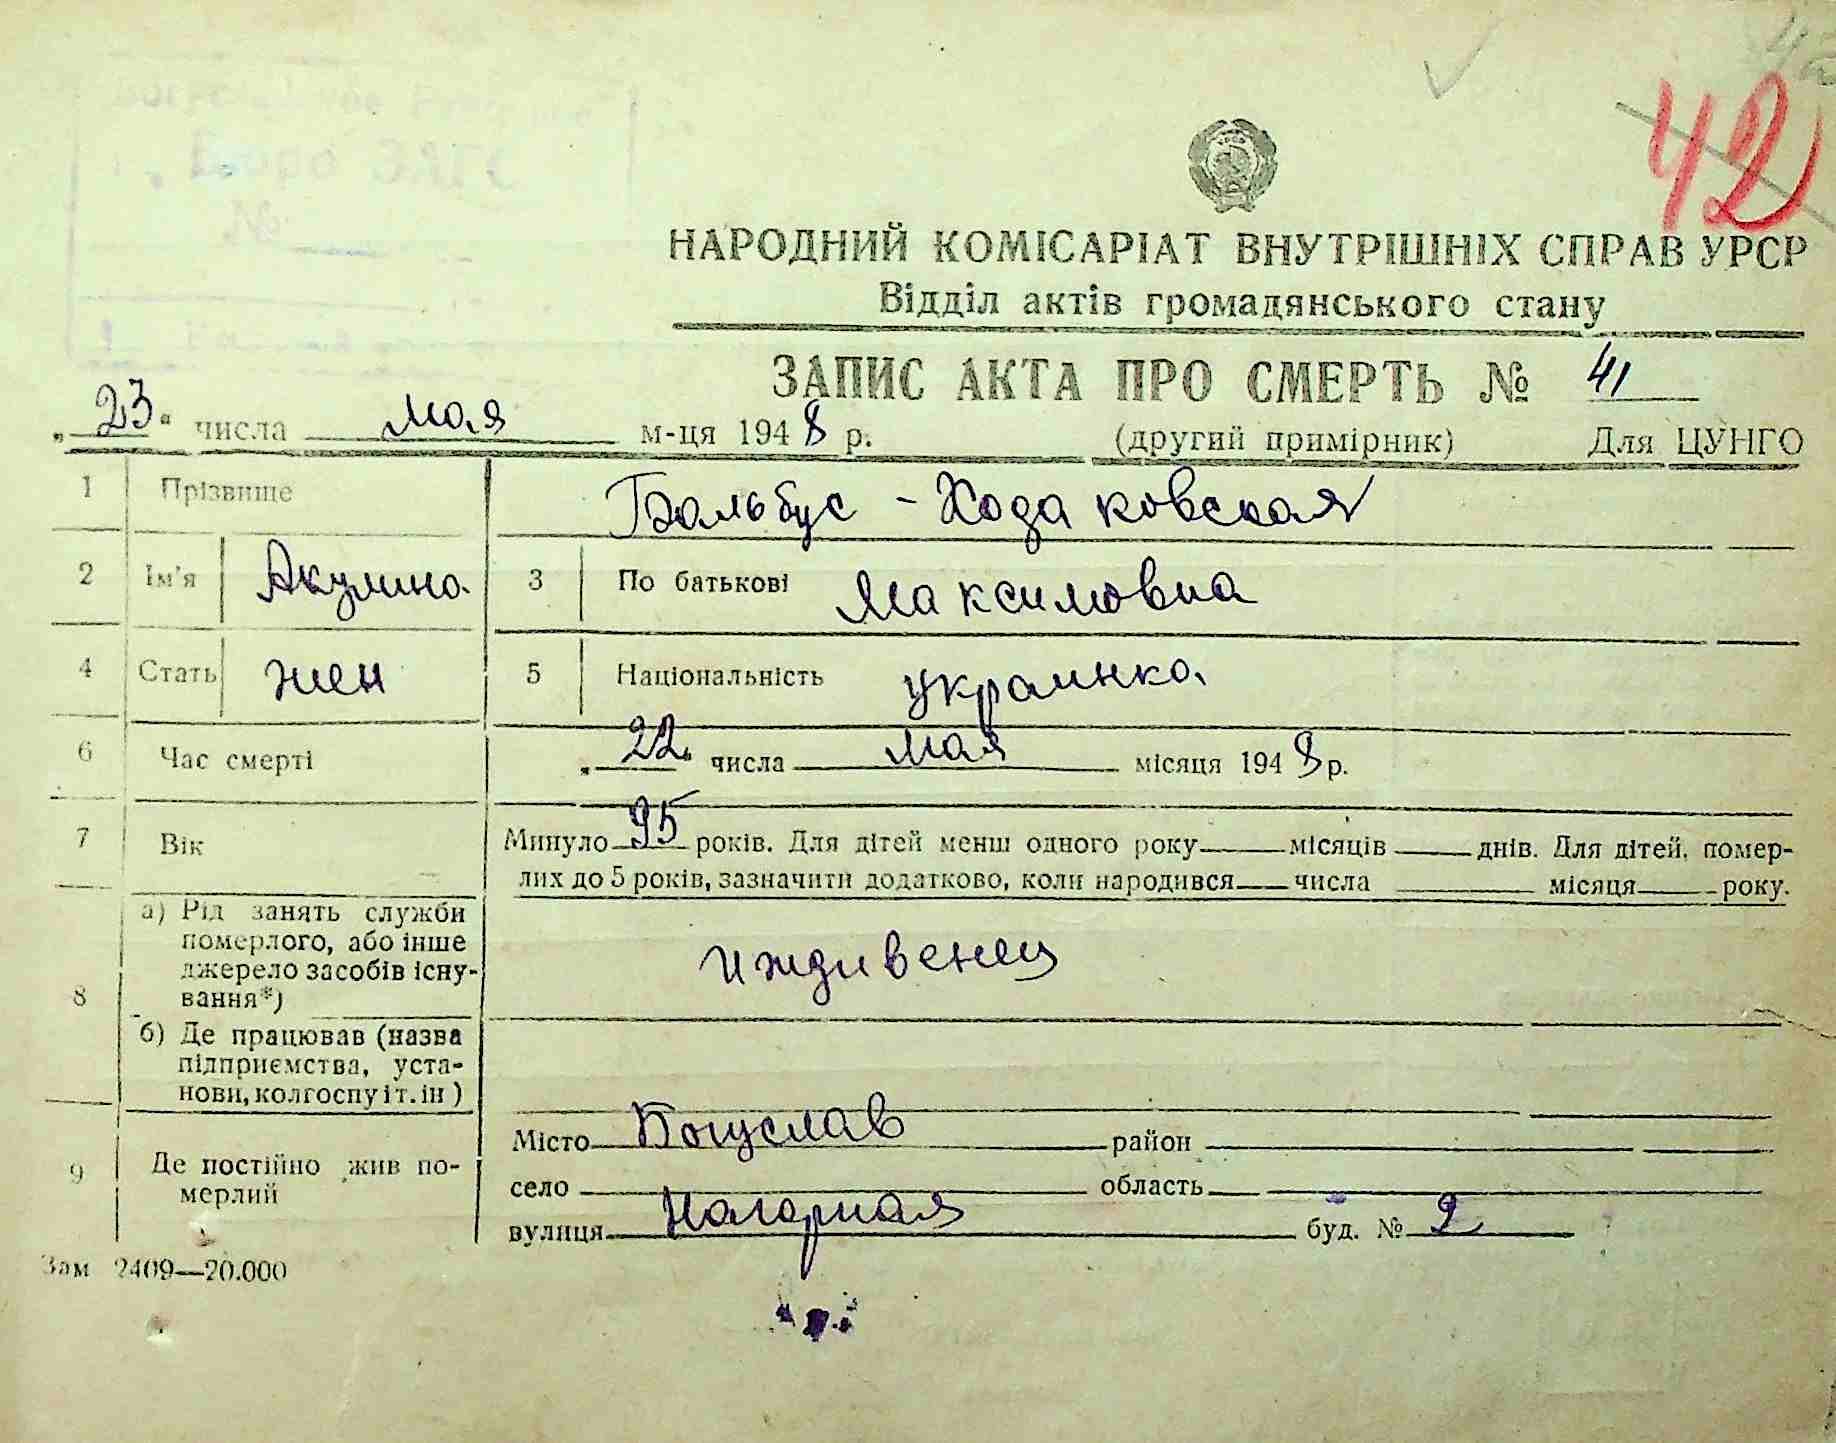 42
НАРОДНИЙ КОМІСАРІАТ ВНУТРІШНІХ СПРАВ УРСР
Відділ актів громадянського стану
ЗАПИС АКТА ПРО СМЕРТЬ № 41
„23“ числа мая м-ця 1948 р. (другий примірник) Для ЦУНГО
1 Прізвище Бальбус - Ходаковская
2 Ім'я Акулина 3 По батькові Максимовна
4 Стать жен 5 Національність украинка
6 Час смерті „22“ числа мая місяця 1948 р.
7 Вік Минуло 95 років. Для дітей менш одного року місяців днів. Для дітей, помер-
лих до 5 років, зазначити додатково, коли народився числа місяця року.
8 а) Рід занять служби
померлого, або інше
джерело засобів існу-
вання*)
иждивенец
б) Де працював (назва
підприємства, уста-
нови, колгоспу і т. ін)
9 Де постійно жив по-
мерлий
Місто Богуслав район
село область
вулиця Нагорная буд. № 2
Зам 2409—20.000